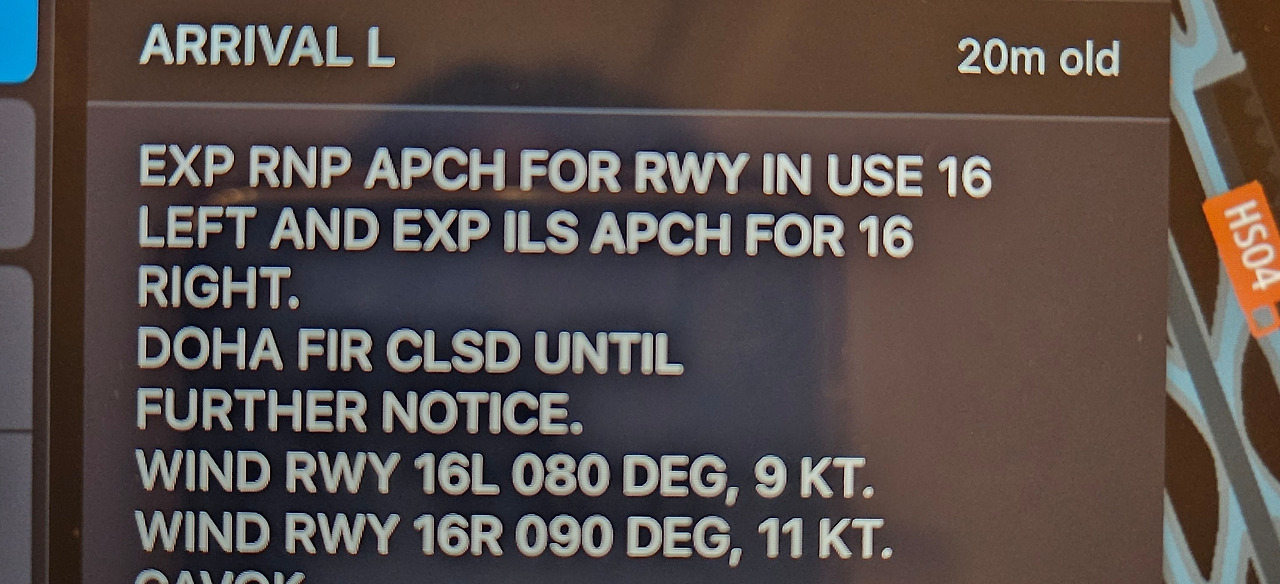 ARRIVAL L
20m old
EXP RNP APCH FOR RWY IN USE 16
LEFT AND EXP ILS APCH FOR 16
RIGHT.
DOHA FIR CLSD UNTIL
FURTHER NOTICE.
WIND RWY 16L 080 DEG, 9 KT.
WIND RWY 16R 090 DEG, 11 KT.
CAVOK
HS04